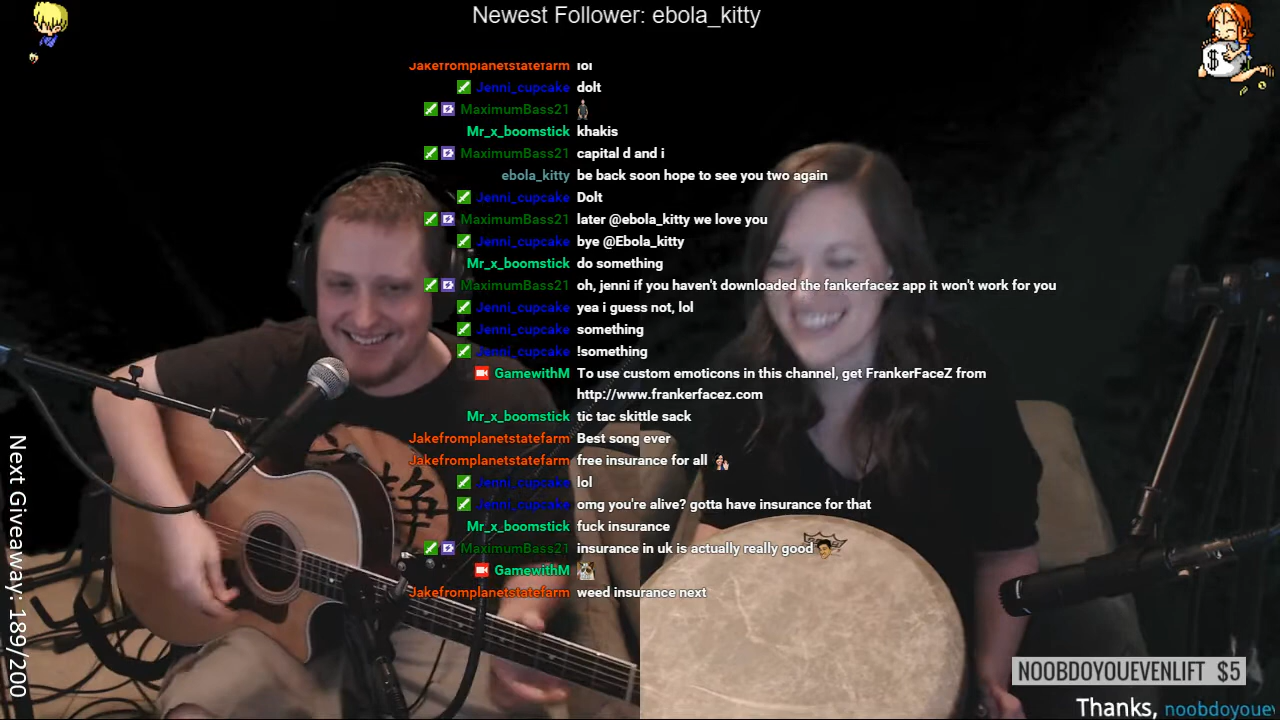 Newest Follower: ebola_kitty
Jakefromplanetstatefarm lol
Jenni_cupcake dolt
MaximumBass21
Mr_x_boomstick khakis
MaximumBass21 capital d and i
ebola_kitty be back soon hope to see you two again
Jenni_cupcake Dolt
MaximumBass21 later @ebola_kitty we love you
Jenni_cupcake bye @Ebola_kitty
Mr_x_boomstick do something
MaximumBass21 oh, jenni if you haven't downloaded the fankerfacez app it won't work for you
Jenni_cupcake yea i guess not, lol
Jenni_cupcake something
Jenni_cupcake !something
GamewithM To use custom emoticons in this channel, get FrankerFaceZ from
http://www.frankerfacez.com
Mr_x_boomstick tic tac skittle sack
Jakefromplanetstatefarm Best song ever
Jakefromplanetstatefarm free insurance for all
Jenni_cupcake lol
Jenni_cupcake omg you're alive? gotta have insurance for that
Mr_x_boomstick fuck insurance
MaximumBass21 insurance in uk is actually really good
GamewithM
Jakefromplanetstatefarm weed insurance next
Next Giveaway: 189/200
$
静
NOOBDOYOUEVENLIFT $5
Thanks, noobdoyouev